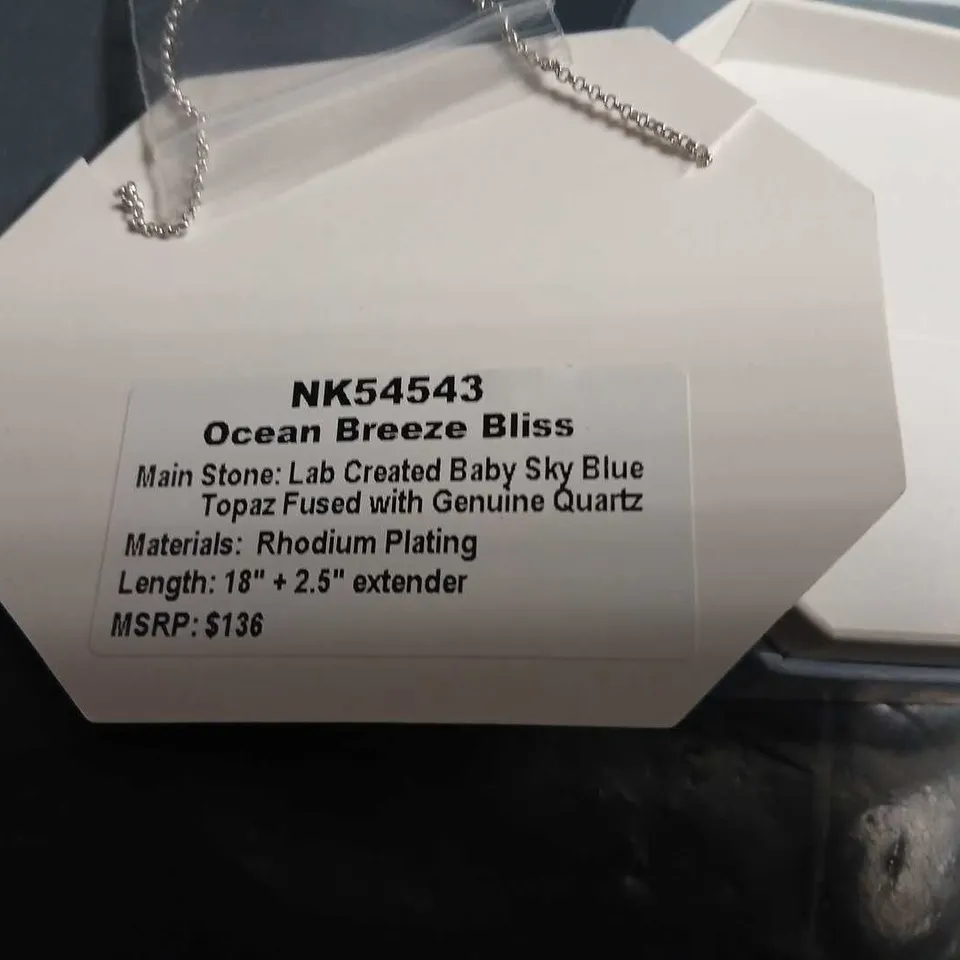 NK54543
Ocean Breeze Bliss
Main Stone: Lab Created Baby Sky Blue
Topaz Fused with Genuine Quartz
Materials: Rhodium Plating
Length: 18" + 2.5" extender
MSRP: $136